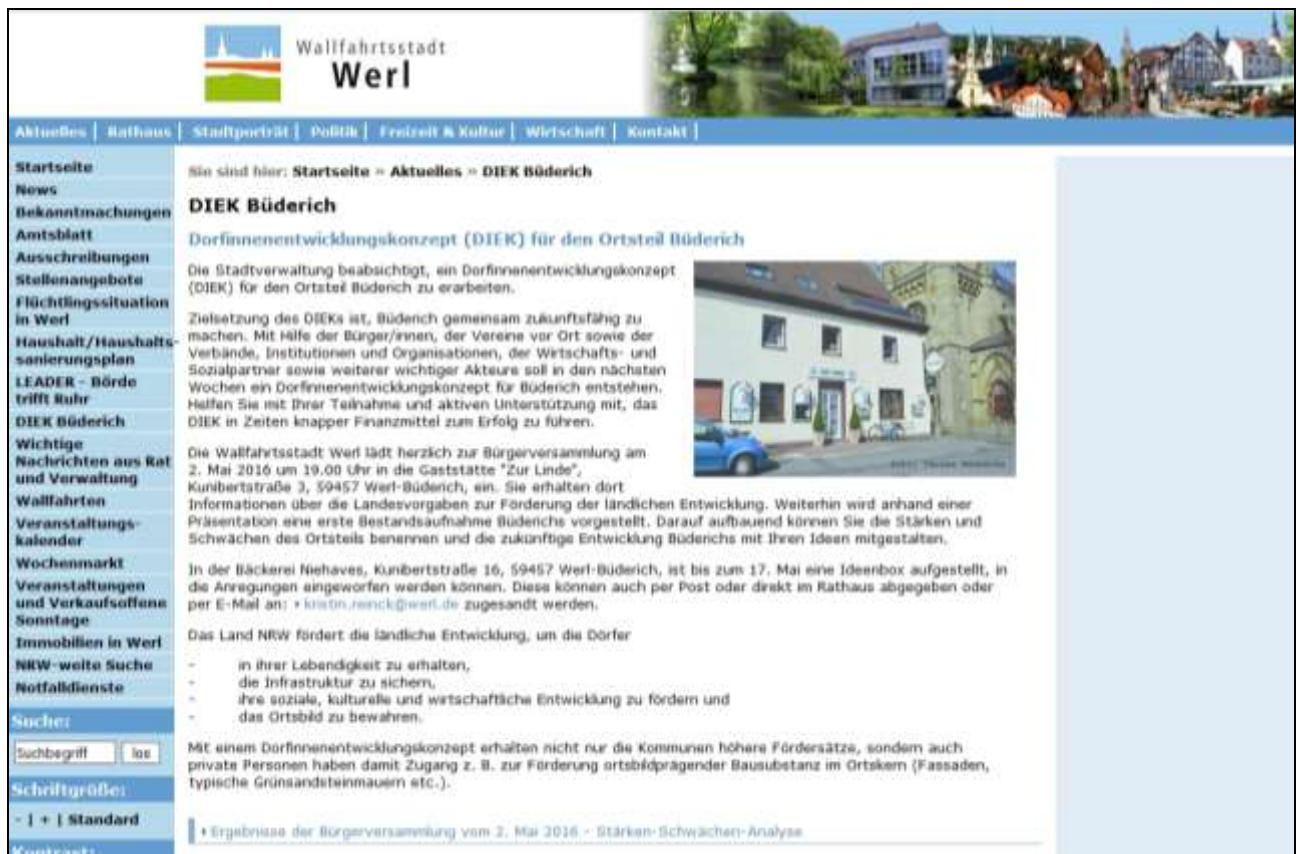 Wallfahrtsstadt
Werl
Aktuelles | Rathaus | Stadtporträt | Politik | Freizeit & Kultur | Wirtschaft | Kontakt |
Startseite
News
Bekanntmachungen
Amtsblatt
Ausschreibungen
Stellenangebote
Flüchtlingssituation
in Werl
Haushalt/Haushalts-
sanierungsplan
LEADER - Börde
trifft Ruhr
DIEK Büderich
Wichtige
Nachrichten aus Rat
und Verwaltung
Wallfahrten
Veranstaltungs-
kalender
Wochenmarkt
Veranstaltungen
und Verkaufsoffene
Sonntage
Immobilien in Werl
NRW-weite Suche
Notfalldienste
Suche:
Suchbegriff los
Schriftgröße:
- | + | Standard
Kontrast:
Sie sind hier: Startseite » Aktuelles » DIEK Büderich
DIEK Büderich
Dorfinnenentwicklungskonzept (DIEK) für den Ortsteil Büderich
Die Stadtverwaltung beabsichtigt, ein Dorfinnenentwicklungskonzept
(DIEK) für den Ortsteil Büderich zu erarbeiten.
Zielsetzung des DIEKs ist, Büderich gemeinsam zukunftsfähig zu
machen. Mit Hilfe der Bürger/innen, der Vereine vor Ort sowie der
Verbände, Institutionen und Organisationen, der Wirtschafts- und
Sozialpartner sowie weiterer wichtiger Akteure soll in den nächsten
Wochen ein Dorfinnenentwicklungskonzept für Büderich entstehen.
Helfen Sie mit Ihrer Teilnahme und aktiven Unterstützung mit, das
DIEK in Zeiten knapper Finanzmittel zum Erfolg zu führen.
Die Wallfahrtsstadt Werl lädt herzlich zur Bürgerversammlung am
2. Mai 2016 um 19.00 Uhr in die Gaststätte "Zur Linde",
Kunibertstraße 3, 59457 Werl-Büderich, ein. Sie erhalten dort
Informationen über die Landesvorgaben zur Förderung der ländlichen Entwicklung. Weiterhin wird anhand einer
Präsentation eine erste Bestandsaufnahme Büderichs vorgestellt. Darauf aufbauend können Sie die Stärken und
Schwächen des Ortsteils benennen und die zukünftige Entwicklung Büderichs mit Ihren Ideen mitgestalten.
In der Bäckerei Niehaves, Kunibertstraße 16, 59457 Werl-Büderich, ist bis zum 17. Mai eine Ideenbox aufgestellt, in
die Anregungen eingeworfen werden können. Diese können auch per Post oder direkt im Rathaus abgegeben oder
per E-Mail an: kristin.reinck@werl.de zugesandt werden.
Das Land NRW fördert die ländliche Entwicklung, um die Dörfer
- in ihrer Lebendigkeit zu erhalten,
- die Infrastruktur zu sichern,
- ihre soziale, kulturelle und wirtschaftliche Entwicklung zu fördern und
- das Ortsbild zu bewahren.
Mit einem Dorfinnenentwicklungskonzept erhalten nicht nur die Kommunen höhere Fördersätze, sondern auch
private Personen haben damit Zugang z. B. zur Förderung ortsbildprägender Bausubstanz im Ortskern (Fassaden,
typische Grünsandsteinmauern etc.).
Ergebnisse der Bürgerversammlung vom 2. Mai 2016 - Stärken-Schwächen-Analyse